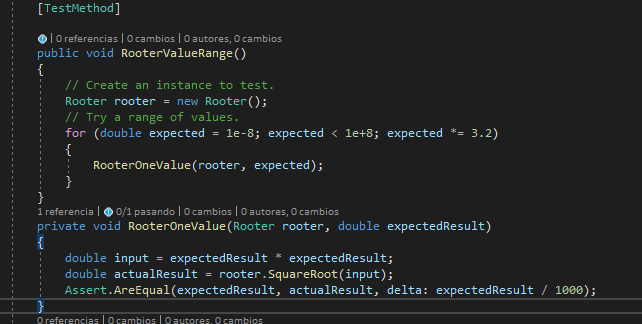 [TestMethod]
| 0 referencias | 0 cambios | 0 autores, 0 cambios
public void RooterValueRange()
{
// Create an instance to test.
Rooter rooter = new Rooter();
// Try a range of values.
for (double expected = 1e-8; expected < 1e+8; expected *= 3.2)
{
RooterOneValue(rooter, expected);
}
}
1 referencia | 0/1 pasando | 0 cambios | 0 autores, 0 cambios
private void RooterOneValue(Rooter rooter, double expectedResult)
{
double input = expectedResult * expectedResult;
double actualResult = rooter.SquareRoot(input);
Assert.AreEqual(expectedResult, actualResult, delta: expectedResult / 1000);
}
0 referencias | 0 cambios | 0 autores, 0 cambios